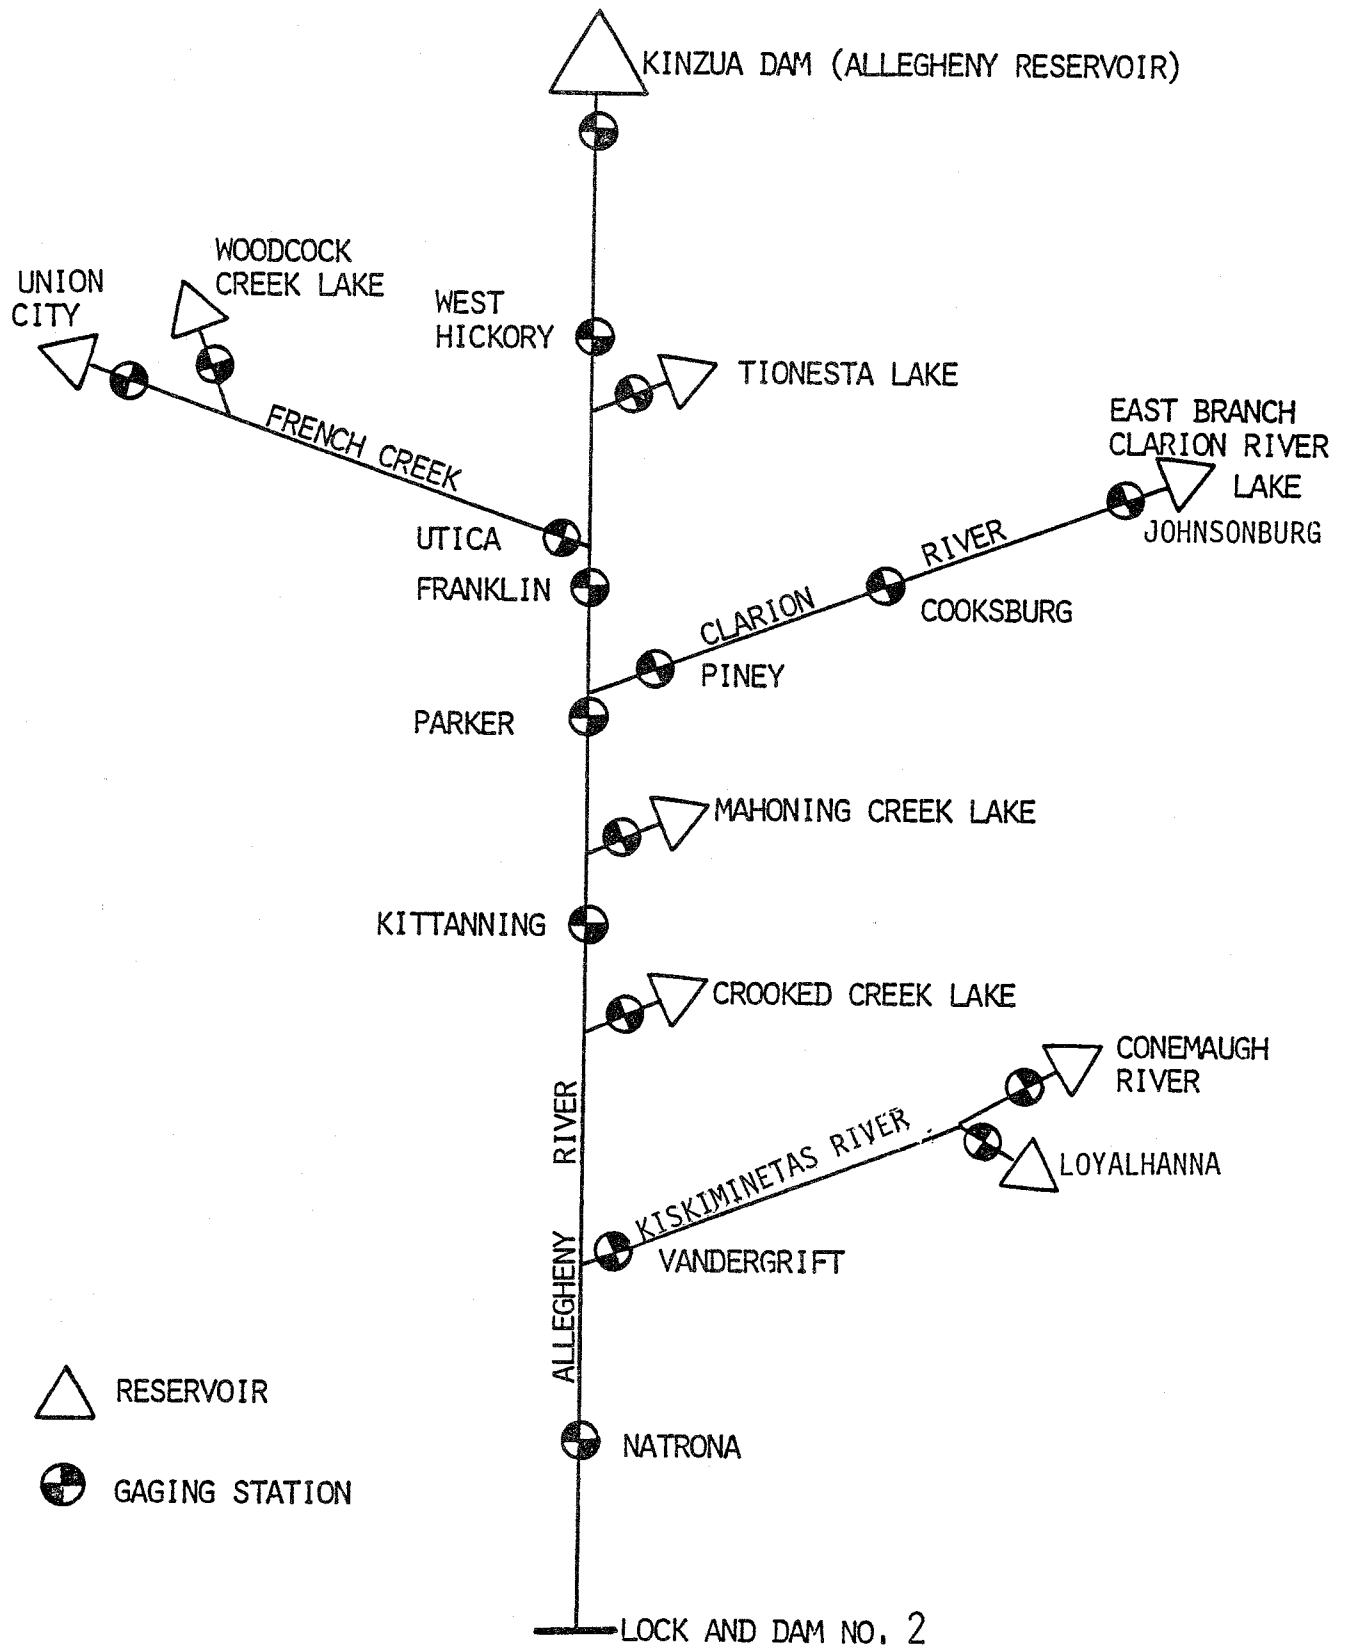 KINZUA DAM (ALLEGHENY RESERVOIR)
WOODCOCK
CREEK LAKE
UNION
CITY
WEST
HICKORY
TIONESTA LAKE
EAST BRANCH
CLARION RIVER
LAKE
JOHNSONBURG
FRENCH CREEK
UTICA
FRANKLIN
CLARION RIVER
COOKSBURG
PINEY
PARKER
MAHONING CREEK LAKE
KITTANNING
CROOKED CREEK LAKE
CONEMAUGH
RIVER
LOYALHANNA
KISKIMINETAS RIVER
VANDERGRIFT
ALLEGHENY RIVER
RESERVOIR
NATRONA
GAGING STATION
LOCK AND DAM NO. 2